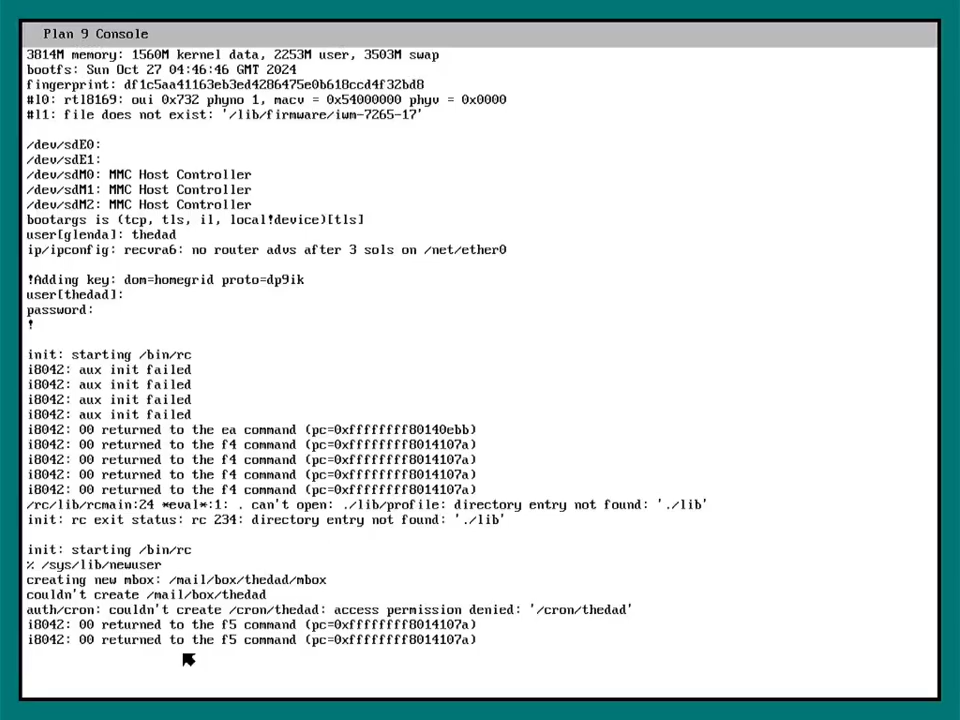 Plan 9 Console
3814M memory: 1560M kernel data, 2253M user, 3503M swap
bootfs: Sun Oct 27 04:46:46 GMT 2024
fingerprint: df1c5aa41163eb3ed4286475e0b618ccd4f32bd8
#l0: rtl8169: oui 0x732 phyno 1, macv = 0x54000000 phyv = 0x0000
#l1: file does not exist: '/lib/firmware/iwm-7265-17'
/dev/sdE0:
/dev/sdE1:
/dev/sdM0: MMC Host Controller
/dev/sdM1: MMC Host Controller
/dev/sdM2: MMC Host Controller
bootargs is (tcp, tls, il, local!device)[tls]
user[glenda]: thedad
ip/ipconfig: recvra6: no router advs after 3 sols on /net/ether0
!Adding key: dom=homegrid proto=dp9ik
user[thedad]:
password:
!
init: starting /bin/rc
i8042: aux init failed
i8042: aux init failed
i8042: aux init failed
i8042: aux init failed
i8042: 00 returned to the ea command (pc=0xffffffff80140ebb)
i8042: 00 returned to the f4 command (pc=0xffffffff8014107a)
i8042: 00 returned to the f4 command (pc=0xffffffff8014107a)
i8042: 00 returned to the f4 command (pc=0xffffffff8014107a)
i8042: 00 returned to the f4 command (pc=0xffffffff8014107a)
/rc/lib/rcmain:24 *eval*:1: . can't open: ./lib/profile: directory entry not found: './lib'
init: rc exit status: rc 234: directory entry not found: './lib'
init: starting /bin/rc
% /sys/lib/newuser
creating new mbox: /mail/box/thedad/mbox
couldn't create /mail/box/thedad
auth/cron: couldn't create /cron/thedad: access permission denied: '/cron/thedad'
i8042: 00 returned to the f5 command (pc=0xffffffff8014107a)
i8042: 00 returned to the f5 command (pc=0xffffffff8014107a)